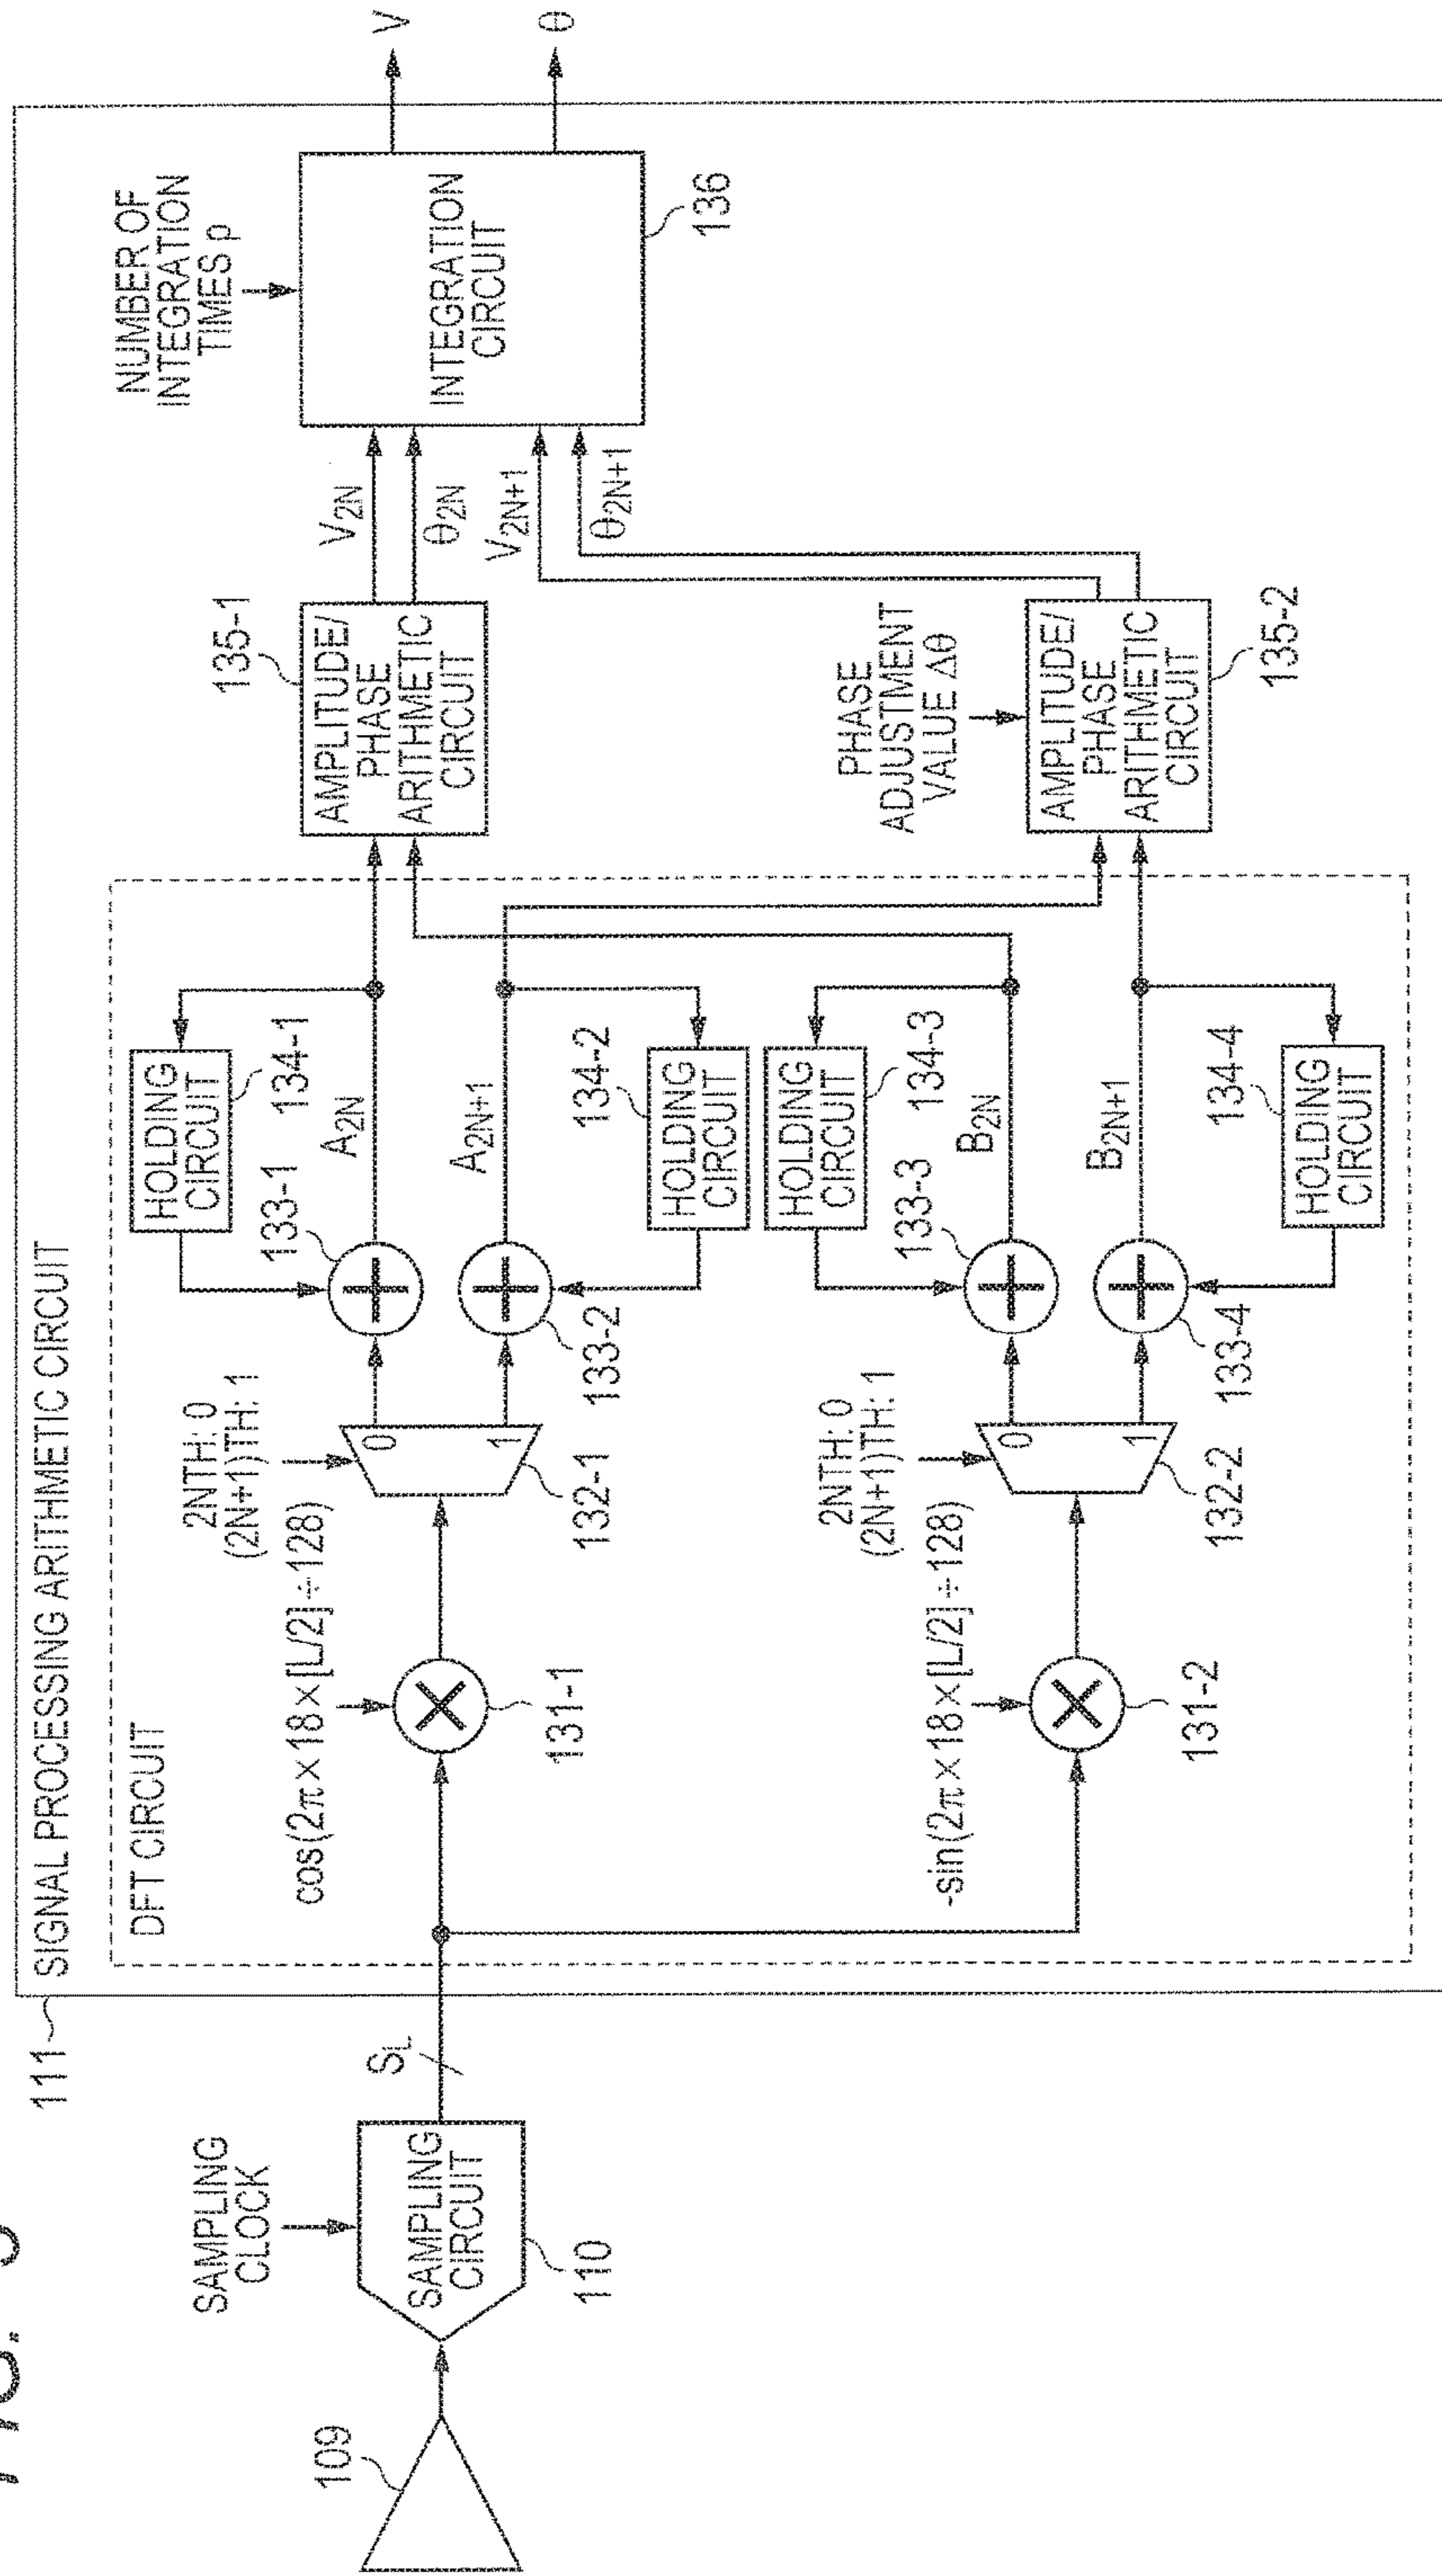 111
SIGNAL PROCESSING ARITHMETIC CIRCUIT
DFT CIRCUIT
109
SAMPLING
CLOCK
SAMPLING
CIRCUIT
110
SL
cos(2π×18×[L/2]÷128)
131-1
2NTH: 0
(2N+1)TH: 1
0
1
132-1
133-1
HOLDING
CIRCUIT
134-1
A2N
133-2
A2N+1
134-2
HOLDING
CIRCUIT
-sin(2π×18×[L/2]÷128)
131-2
2NTH: 0
(2N+1)TH: 1
0
1
132-2
133-3
HOLDING
CIRCUIT
134-3
B2N
133-4
B2N+1
134-4
HOLDING
CIRCUIT
135-1
AMPLITUDE/
PHASE
ARITHMETIC
CIRCUIT
V2N
θ2N
V2N+1
θ2N+1
PHASE
ADJUSTMENT
VALUE Δθ
AMPLITUDE/
PHASE
ARITHMETIC
CIRCUIT
135-2
NUMBER OF
INTEGRATION
TIMES p
INTEGRATION
CIRCUIT
136
V
θ